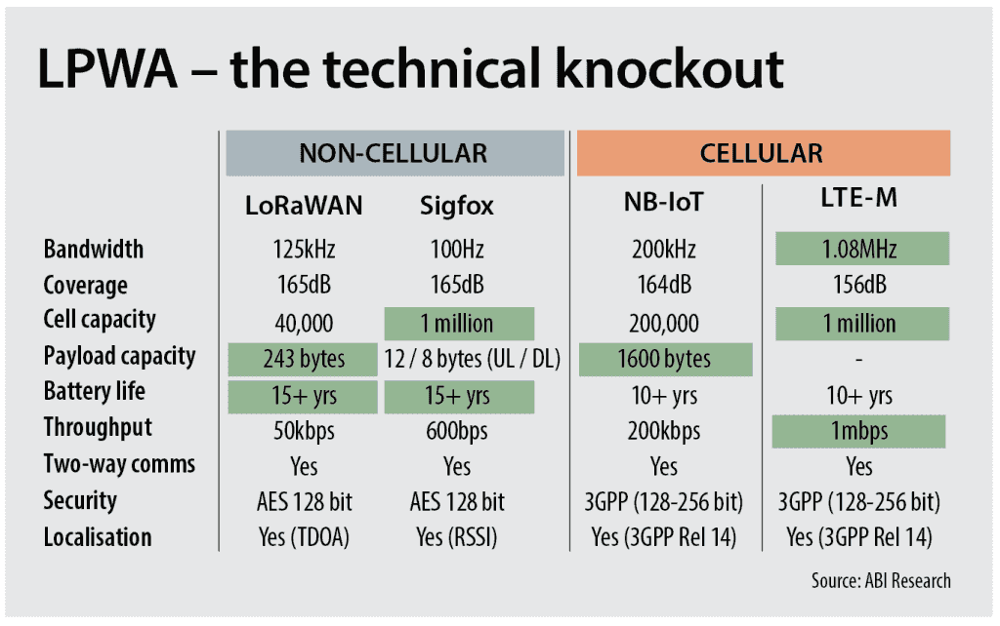 LPWA – the technical knockout
NON-CELLULAR CELLULAR
LoRaWAN Sigfox NB-IoT LTE-M
Bandwidth 125kHz 100Hz 200kHz 1.08MHz
Coverage 165dB 165dB 164dB 156dB
Cell capacity 40,000 1 million 200,000 1 million
Payload capacity 243 bytes 12 / 8 bytes (UL / DL) 1600 bytes -
Battery life 15+ yrs 15+ yrs 10+ yrs 10+ yrs
Throughput 50kbps 600bps 200kbps 1mbps
Two-way comms Yes Yes Yes Yes
Security AES 128 bit AES 128 bit 3GPP (128-256 bit) 3GPP (128-256 bit)
Localisation Yes (TDOA) Yes (RSSI) Yes (3GPP Rel 14) Yes (3GPP Rel 14)
Source: ABI Research